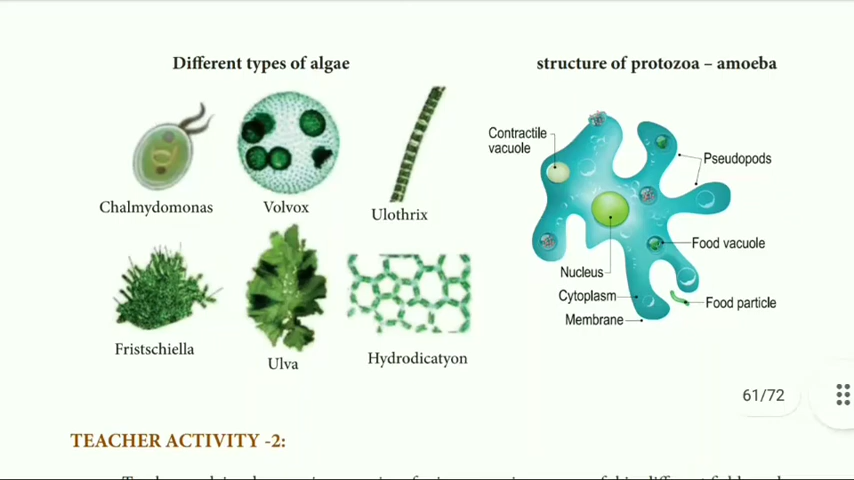 Different types of algae
structure of protozoa – amoeba
Chalmydomonas
Volvox
Ulothrix
Fristschiella
Ulva
Hydrodicatyon
Contractile
vacuole
Pseudopods
Food vacuole
Nucleus
Cytoplasm
Food particle
Membrane
61/72
TEACHER ACTIVITY -2: